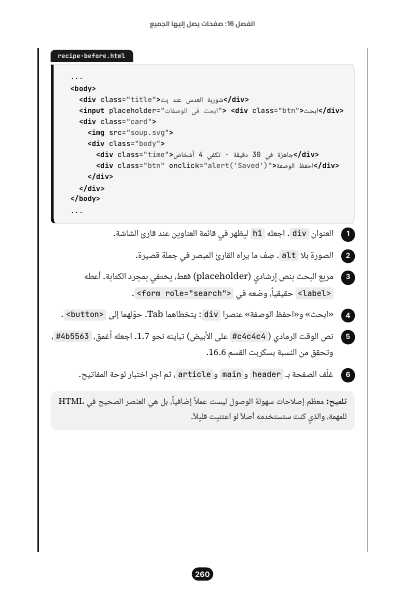 الفصل 16: صفحات يصل إليها الجميع
recipe-before.html
...
<body>
<div class="title">شوربة العدس عند بث</div>
<input placeholder="ابحث في الوصفات"> <div class="btn">ابحث</div>
<div class="card">
<img src="soup.svg">
<div class="body">
<div class="time">جاهزة في 30 دقيقة - تكفي 4 أشخاص</div>
<div class="btn" onclick="alert('Saved')">احفظ الوصفة</div>
</div>
</div>
</body>
...
1 العنوان div. اجعله h1 ليظهر في قائمة العناوين عند قارئ الشاشة.
2 الصورة بلا alt. صِف ما يراه القارئ المبصر في جملة قصيرة.
3 مربع البحث بنص إرشادي (placeholder) فقط، يختفي بمجرد الكتابة. أعطه
<label> حقيقياً، وضعه في <form role="search">.
4 «ابحث» و«احفظ الوصفة» عنصرا div: يتخطاهما Tab. حوّلهما إلى <button>.
5 نص الوقت الرمادي (#c4c4c4 على الأبيض) تباينه نحو 1.7. اجعله أغمق، #4b5563،
وتحقق من النسبة بسكربت القسم 16.6.
6 غلّف الصفحة بـ header و main و article، ثم اجرِ اختبار لوحة المفاتيح.
تلميح: معظم إصلاحات سهولة الوصول ليست عملاً إضافياً، بل هي العنصر الصحيح في HTML
للمهمة، والذي كنت ستستخدمه أصلاً لو اعتنيت قليلاً.
260